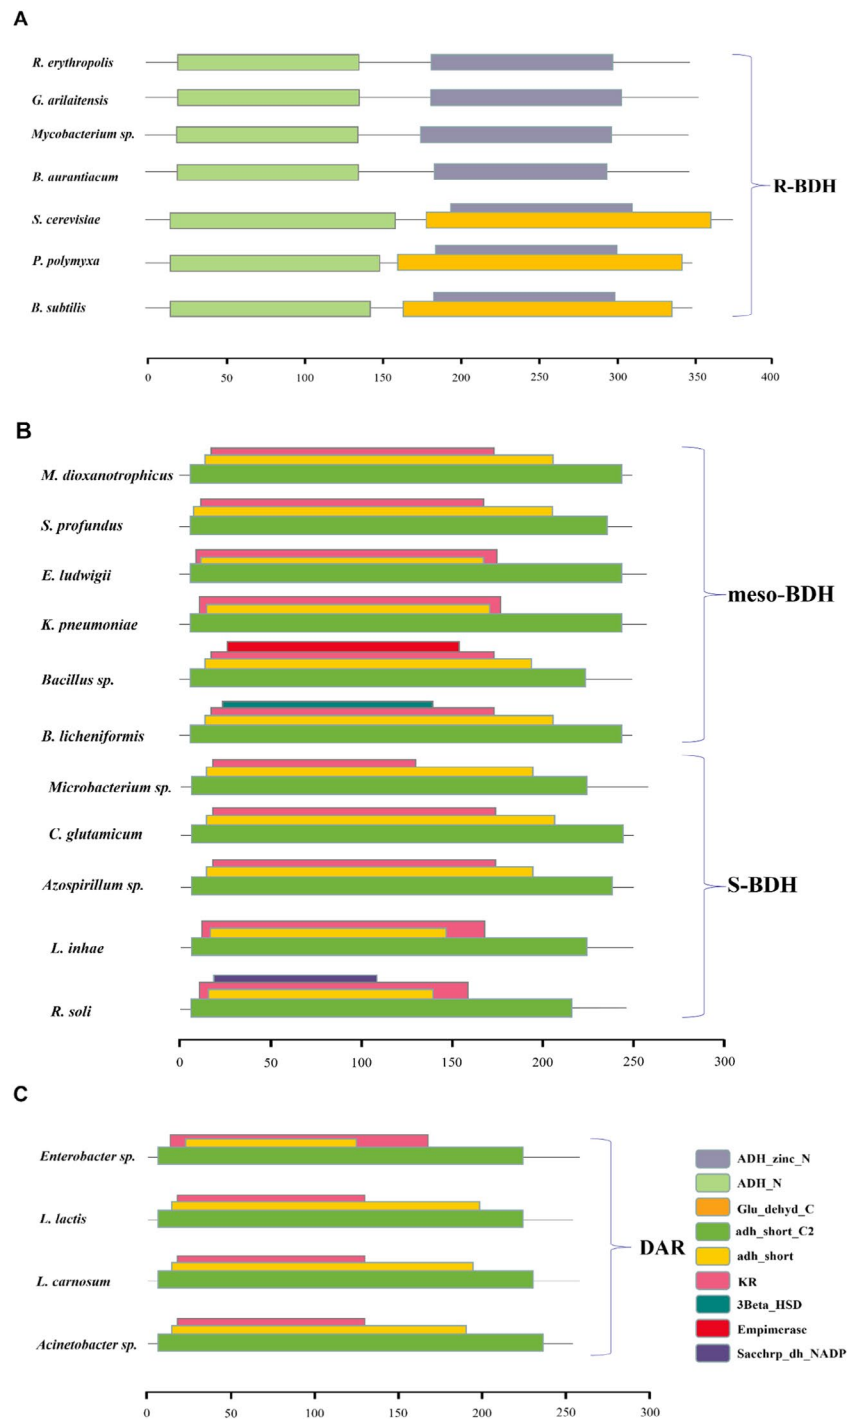 A
R. erythropolis
G. arilaitensis
Mycobacterium sp.
B. aurantiacum
R-BDH
S. cerevisiae
P. polymyxa
B. subtilis
0 50 100 150 200 250 300 350 400
B
M. dioxanotrophicus
S. profundus
E. ludwigii
meso-BDH
K. pneumoniae
Bacillus sp.
B. licheniformis
Microbacterium sp.
C. glutamicum
Azospirillum sp.
S-BDH
L. inhae
R. soli
0 50 100 150 200 250 300
C
Enterobacter sp.
L. lactis
DAR
L. carnosum
Acinetobacter sp.
0 50 100 150 200 250 300
ADH_zinc_N
ADH_N
Glu_dehyd_C
adh_short_C2
adh_short
KR
3Beta_HSD
Empimerase
Sacchrp_dh_NADP